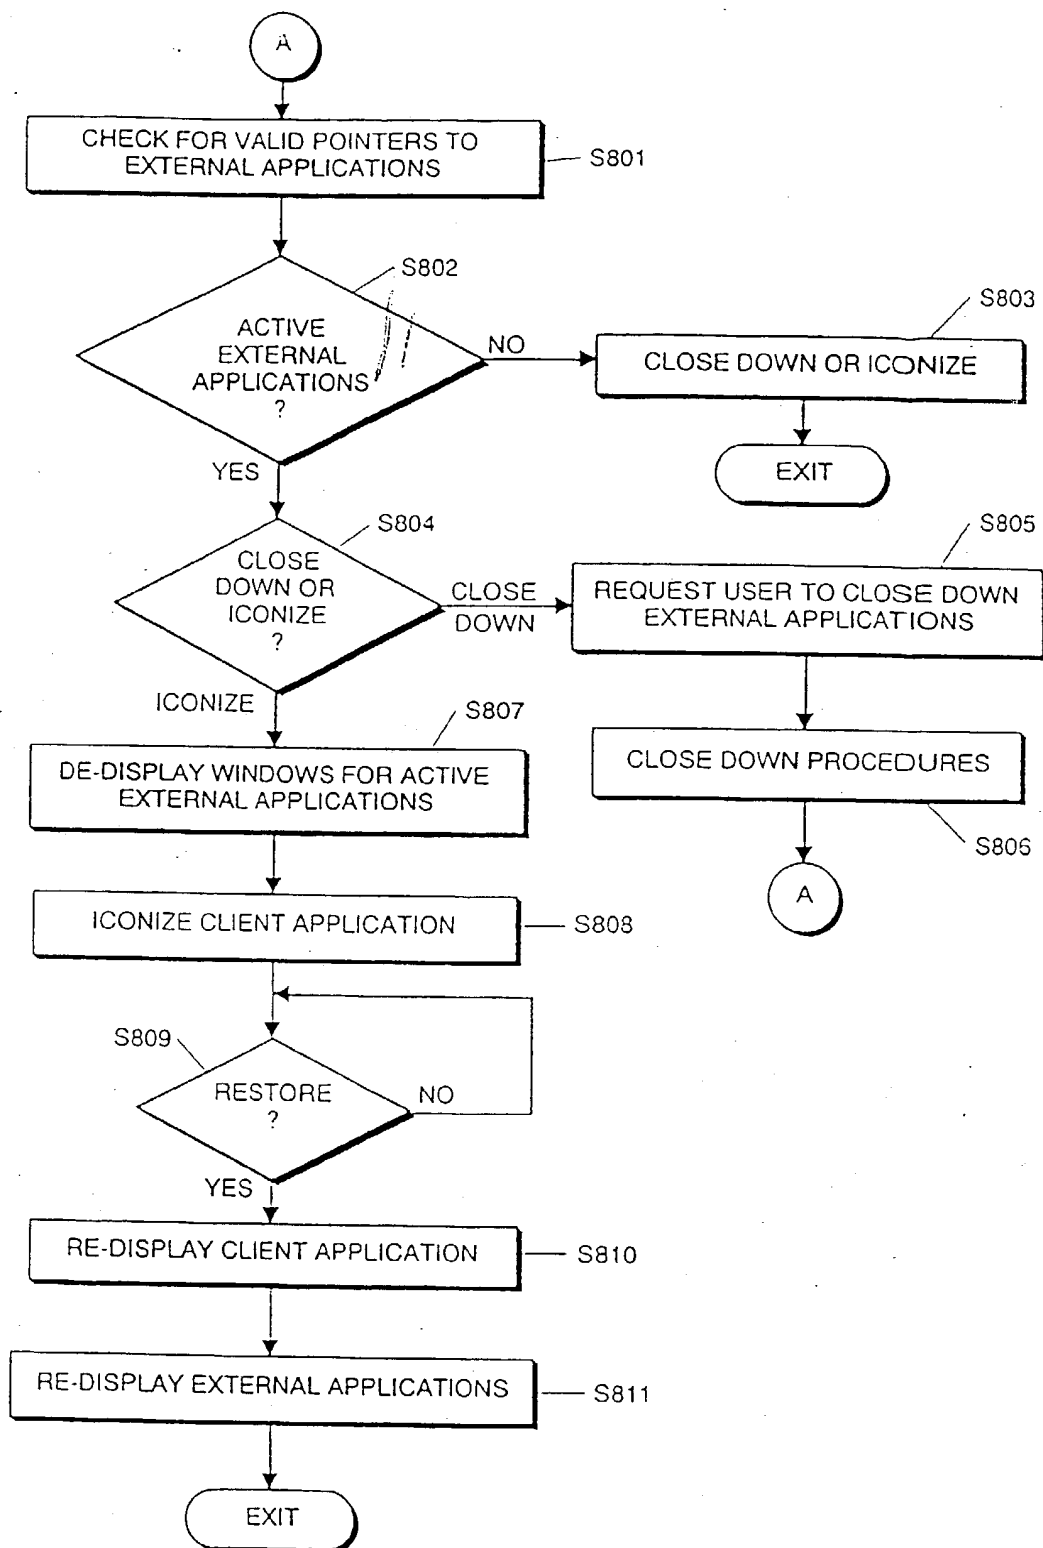 A
CHECK FOR VALID POINTERS TO
EXTERNAL APPLICATIONS
S801
S802
ACTIVE
EXTERNAL
APPLICATIONS
?
NO
S803
CLOSE DOWN OR ICONIZE
EXIT
YES
S804
CLOSE
DOWN OR
ICONIZE
?
CLOSE
DOWN
S805
REQUEST USER TO CLOSE DOWN
EXTERNAL APPLICATIONS
ICONIZE
S807
DE-DISPLAY WINDOWS FOR ACTIVE
EXTERNAL APPLICATIONS
CLOSE DOWN PROCEDURES
S806
A
ICONIZE CLIENT APPLICATION
S808
S809
RESTORE
?
NO
YES
RE-DISPLAY CLIENT APPLICATION
S810
RE-DISPLAY EXTERNAL APPLICATIONS
S811
EXIT